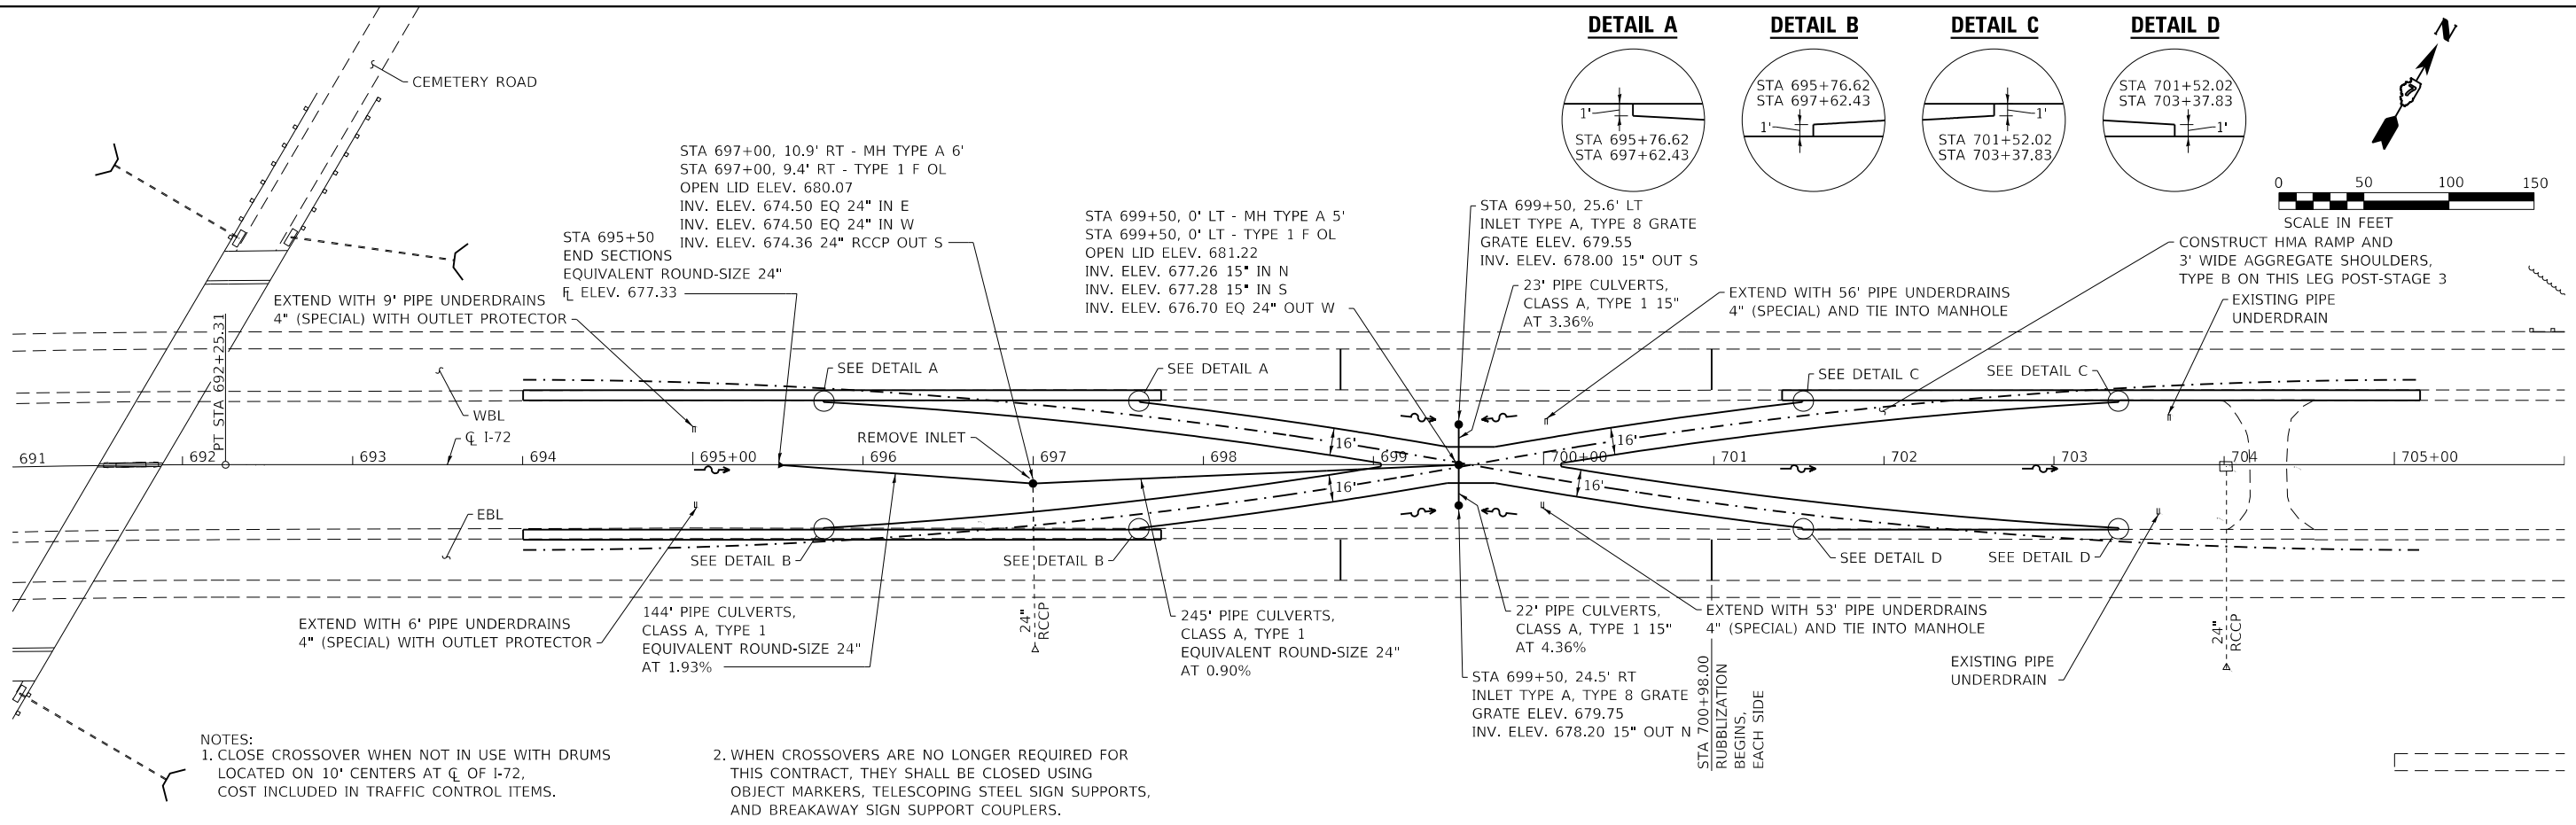 DETAIL A
DETAIL B
DETAIL C
DETAIL D
N
1'
STA 695+76.62
STA 697+62.43
STA 695+76.62
STA 697+62.43
1'
1'
STA 701+52.02
STA 703+37.83
STA 701+52.02
STA 703+37.83
1'
0 50 100 150
SCALE IN FEET
CEMETERY ROAD
STA 697+00, 10.9' RT - MH TYPE A 6'
STA 697+00, 9.4' RT - TYPE 1 F OL
OPEN LID ELEV. 680.07
INV. ELEV. 674.50 EQ 24" IN E
INV. ELEV. 674.50 EQ 24" IN W
INV. ELEV. 674.36 24" RCCP OUT S
STA 695+50
END SECTIONS
EQUIVALENT ROUND-SIZE 24"
FL ELEV. 677.33
EXTEND WITH 9' PIPE UNDERDRAINS
4" (SPECIAL) WITH OUTLET PROTECTOR
STA 699+50, 0' LT - MH TYPE A 5'
STA 699+50, 0' LT - TYPE 1 F OL
OPEN LID ELEV. 681.22
INV. ELEV. 677.26 15" IN N
INV. ELEV. 677.28 15" IN S
INV. ELEV. 676.70 EQ 24" OUT W
STA 699+50, 25.6' LT
INLET TYPE A, TYPE 8 GRATE
GRATE ELEV. 679.55
INV. ELEV. 678.00 15" OUT S
23' PIPE CULVERTS,
CLASS A, TYPE 1 15"
AT 3.36%
EXTEND WITH 56' PIPE UNDERDRAINS
4" (SPECIAL) AND TIE INTO MANHOLE
CONSTRUCT HMA RAMP AND
3' WIDE AGGREGATE SHOULDERS,
TYPE B ON THIS LEG POST-STAGE 3
EXISTING PIPE
UNDERDRAIN
PT STA 692+25.31
SEE DETAIL A
SEE DETAIL A
SEE DETAIL C
SEE DETAIL C
WBL
CL I-72
REMOVE INLET
16'
16'
691 692 693 694 695+00 696 697 698 699 700+00 701 702 703 704 705+00
16'
16'
EBL
SEE DETAIL B
SEE DETAIL B
SEE DETAIL D
SEE DETAIL D
EXTEND WITH 6' PIPE UNDERDRAINS
4" (SPECIAL) WITH OUTLET PROTECTOR
144' PIPE CULVERTS,
CLASS A, TYPE 1
EQUIVALENT ROUND-SIZE 24"
AT 1.93%
24"
RCCP
245' PIPE CULVERTS,
CLASS A, TYPE 1
EQUIVALENT ROUND-SIZE 24"
AT 0.90%
22' PIPE CULVERTS,
CLASS A, TYPE 1 15"
AT 4.36%
STA 699+50, 24.5' RT
INLET TYPE A, TYPE 8 GRATE
GRATE ELEV. 679.75
INV. ELEV. 678.20 15" OUT N
EXTEND WITH 53' PIPE UNDERDRAINS
4" (SPECIAL) AND TIE INTO MANHOLE
STA 700+98.00
RUBBLIZATION
BEGINS,
EACH SIDE
EXISTING PIPE
UNDERDRAIN
24"
RCCP
NOTES:
1. CLOSE CROSSOVER WHEN NOT IN USE WITH DRUMS
LOCATED ON 10' CENTERS AT CL OF I-72,
COST INCLUDED IN TRAFFIC CONTROL ITEMS.
2. WHEN CROSSOVERS ARE NO LONGER REQUIRED FOR
THIS CONTRACT, THEY SHALL BE CLOSED USING
OBJECT MARKERS, TELESCOPING STEEL SIGN SUPPORTS,
AND BREAKAWAY SIGN SUPPORT COUPLERS.